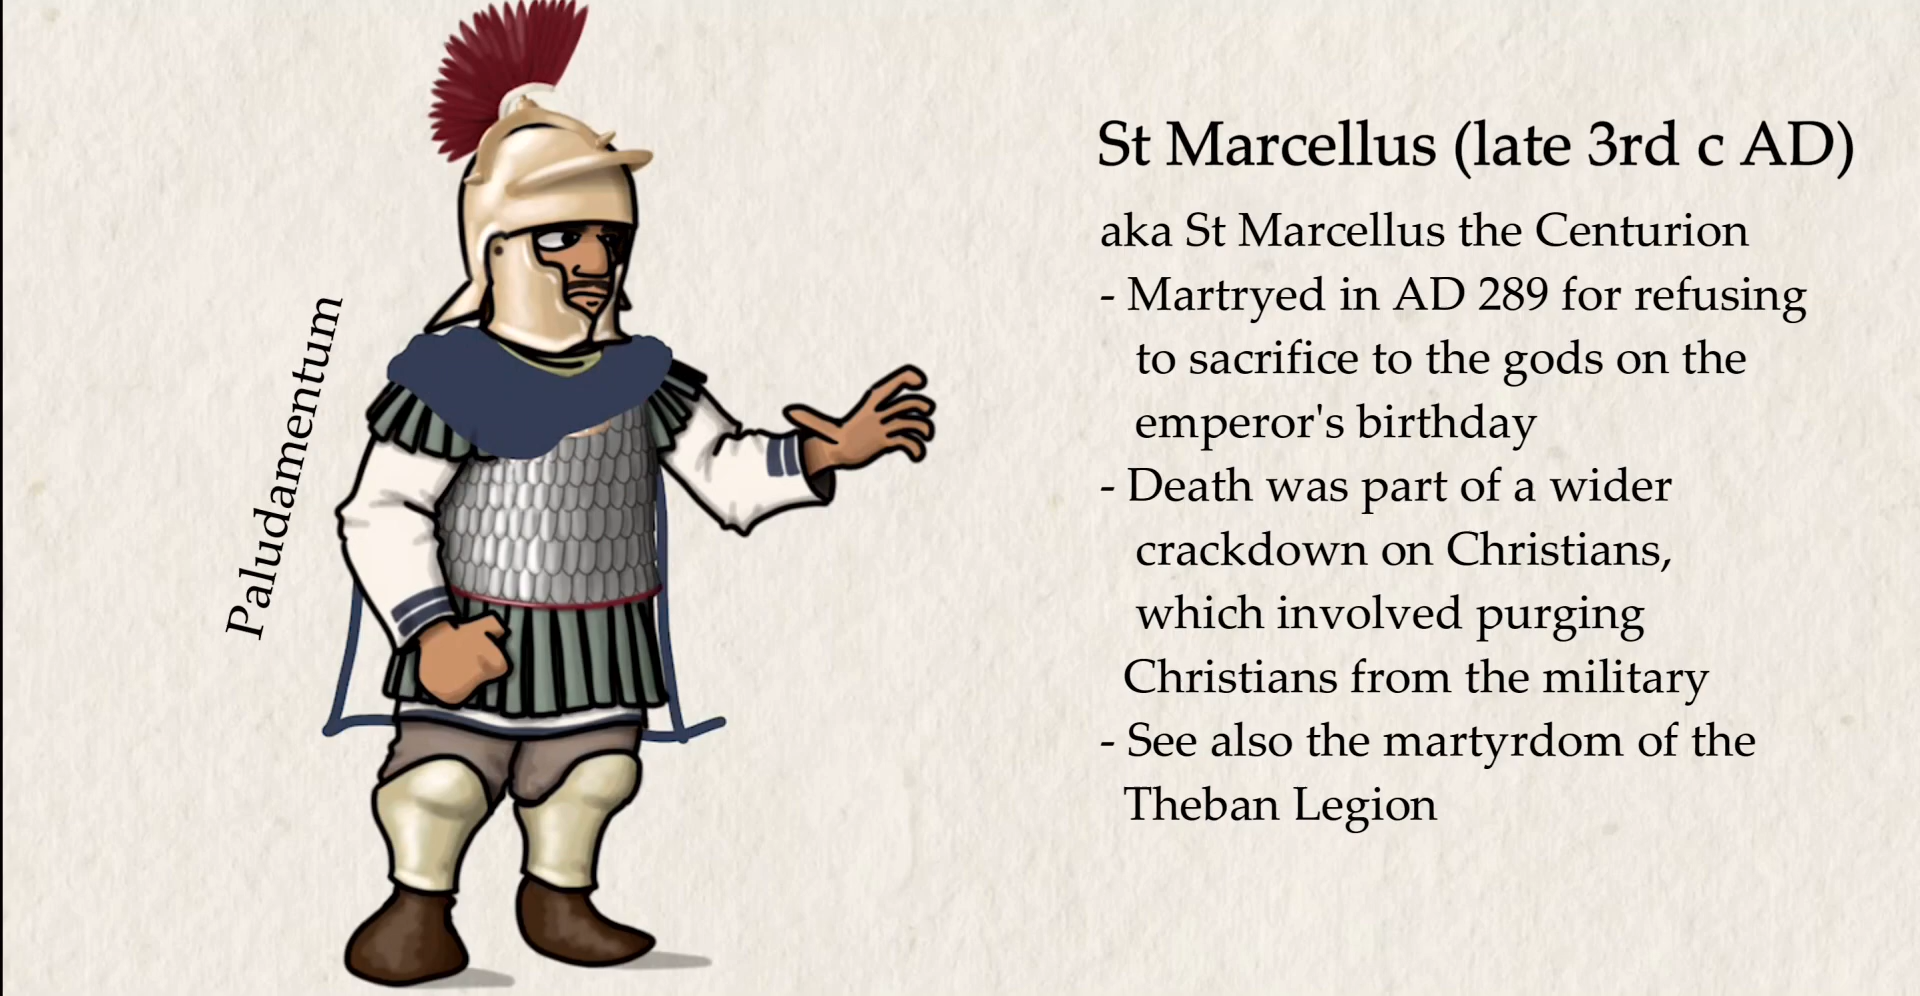 Paludamentum
St Marcellus (late 3rd c AD)
aka St Marcellus the Centurion
- Martryed in AD 289 for refusing
to sacrifice to the gods on the
emperor's birthday
- Death was part of a wider
crackdown on Christians,
which involved purging
Christians from the military
- See also the martyrdom of the
Theban Legion